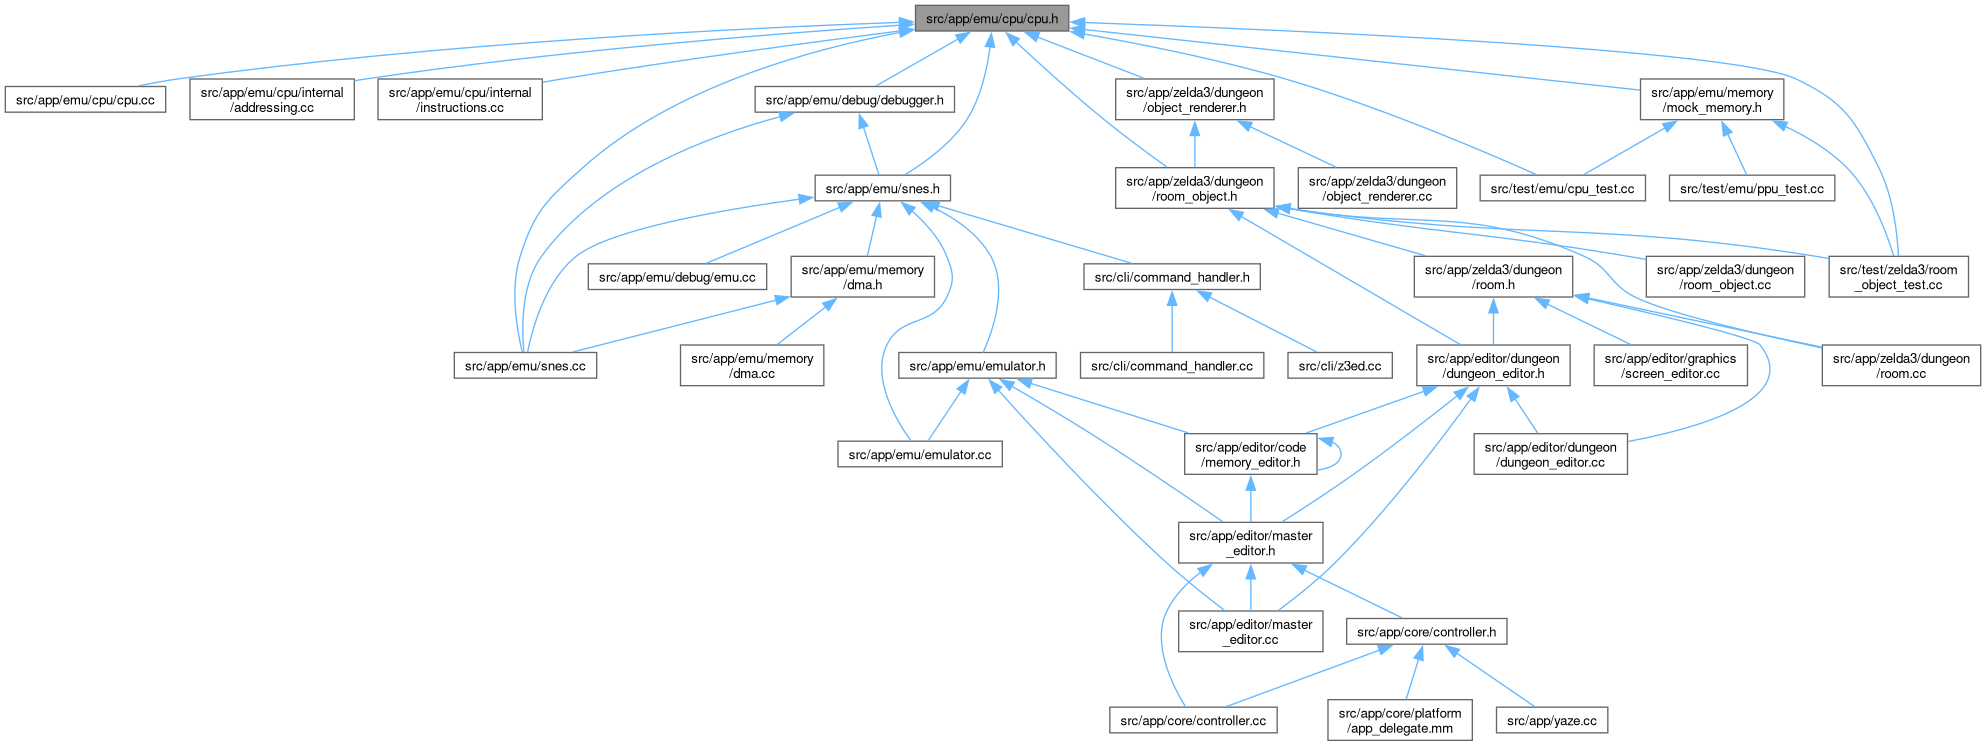 src/app/emu/cpu/cpu.h
src/app/emu/cpu/cpu.cc
src/app/emu/cpu/internal
/addressing.cc
src/app/emu/cpu/internal
/instructions.cc
src/app/emu/debug/debugger.h
src/app/zelda3/dungeon
/object_renderer.h
src/app/emu/memory
/mock_memory.h
src/app/emu/snes.h
src/app/zelda3/dungeon
/room_object.h
src/app/zelda3/dungeon
/object_renderer.cc
src/test/emu/cpu_test.cc
src/test/emu/ppu_test.cc
src/app/emu/debug/emu.cc
src/app/emu/memory
/dma.h
src/cli/command_handler.h
src/app/zelda3/dungeon
/room.h
src/app/zelda3/dungeon
/room_object.cc
src/test/zelda3/room
_object_test.cc
src/app/emu/snes.cc
src/app/emu/memory
/dma.cc
src/app/emu/emulator.h
src/cli/command_handler.cc
src/cli/z3ed.cc
src/app/editor/dungeon
/dungeon_editor.h
src/app/editor/graphics
/screen_editor.cc
src/app/zelda3/dungeon
/room.cc
src/app/emu/emulator.cc
src/app/editor/code
/memory_editor.h
src/app/editor/dungeon
/dungeon_editor.cc
src/app/editor/master
_editor.h
src/app/editor/master
_editor.cc
src/app/core/controller.h
src/app/core/controller.cc
src/app/core/platform
/app_delegate.mm
src/app/yaze.cc